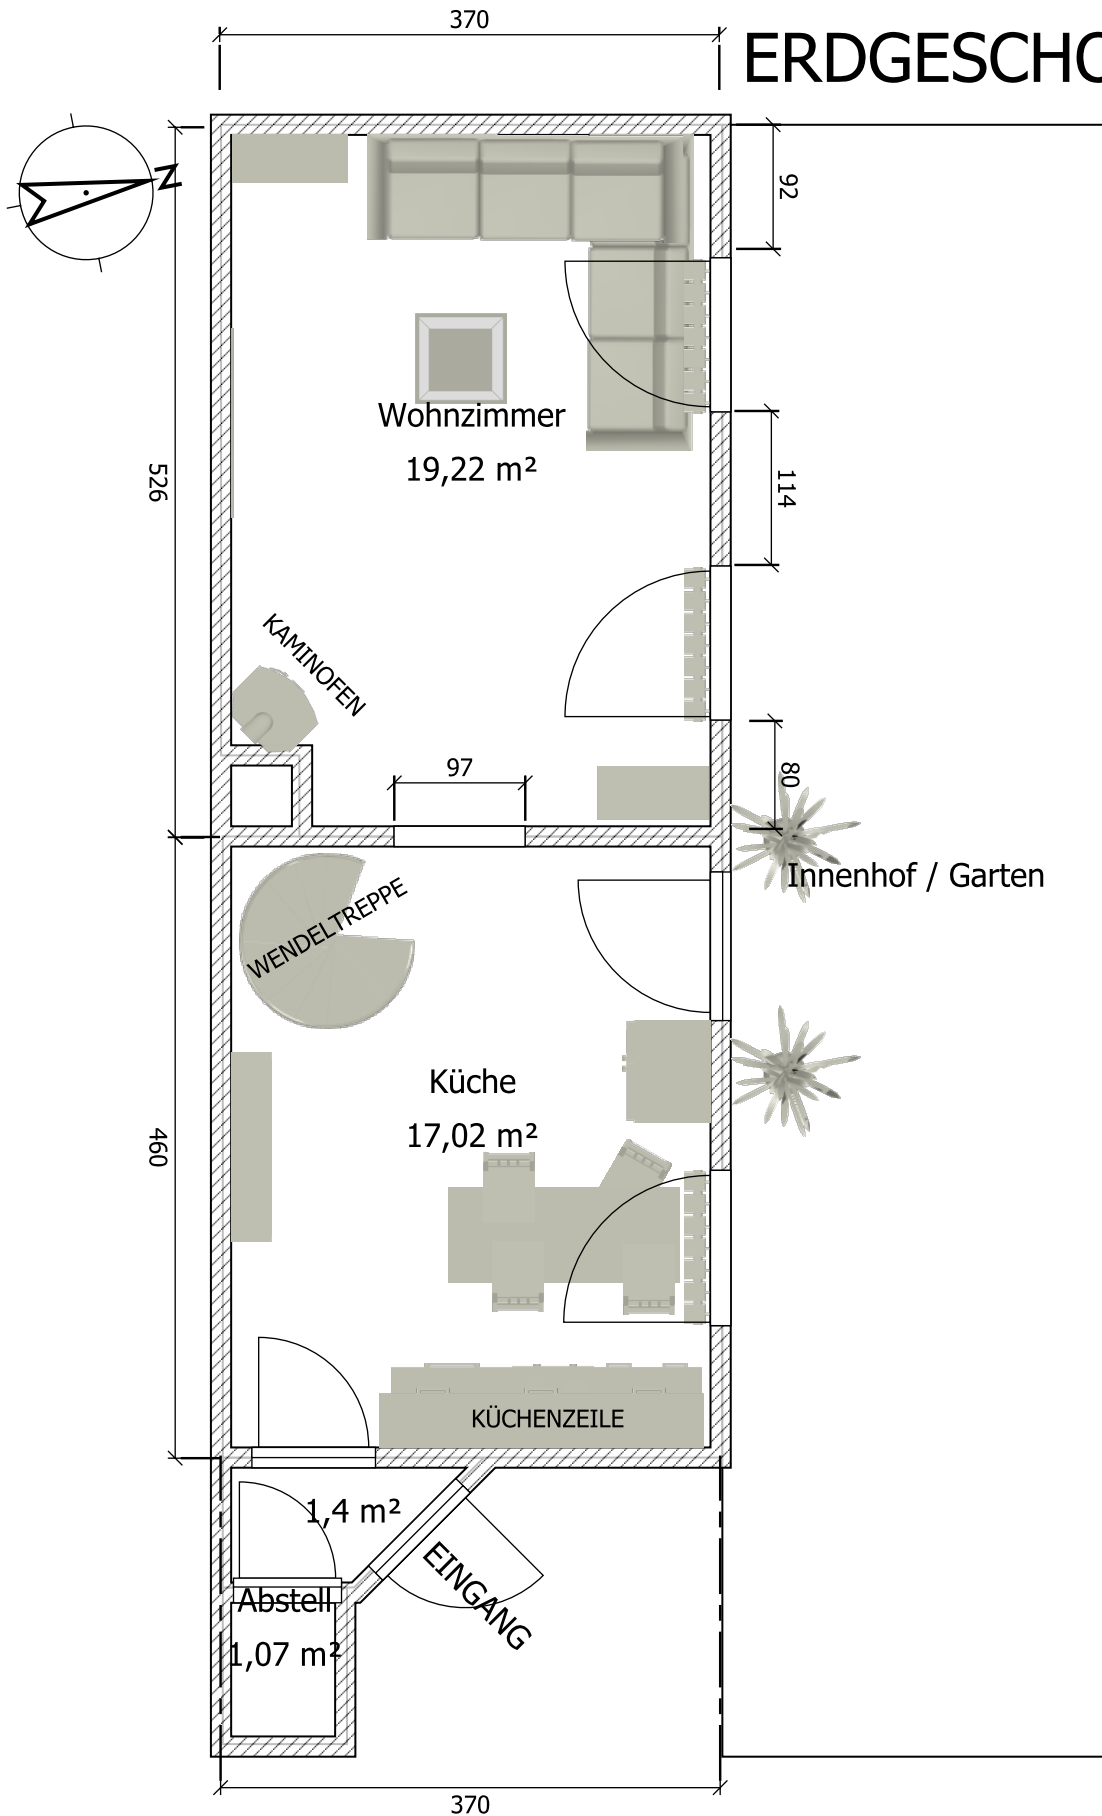 370
ERDGESCHO
N
92
526
114
Wohnzimmer
19,22 m²
KAMINOFEN
97
80
Innenhof / Garten
WENDELTREPPE
Küche
17,02 m²
460
KÜCHENZEILE
1,4 m²
EINGANG
Abstell
1,07 m²
370